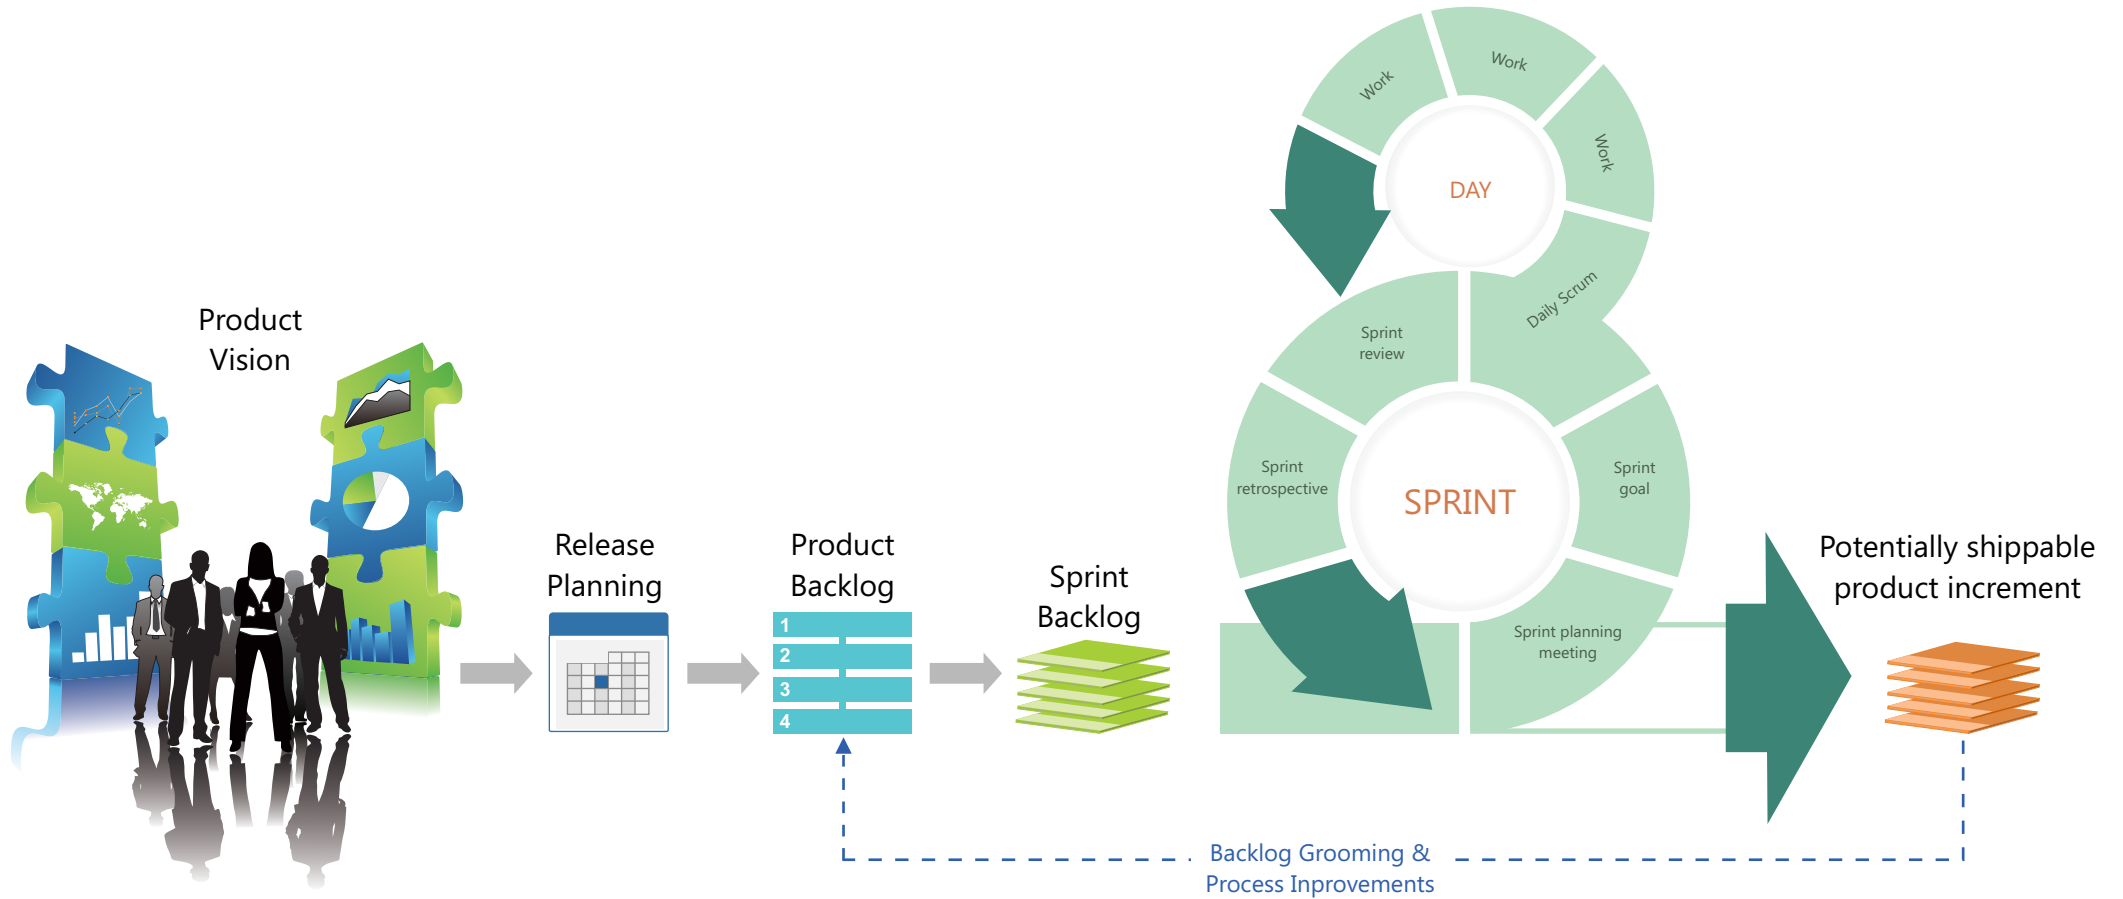 Product
Vision
Release
Planning
Product
Backlog
1
2
3
4
Sprint
Backlog
Work
Work
Work
DAY
Daily Scrum
Sprint
review
Sprint
retrospective
SPRINT
Sprint
goal
Sprint planning
meeting
Potentially shippable
product increment
Backlog Grooming &
Process Inprovements